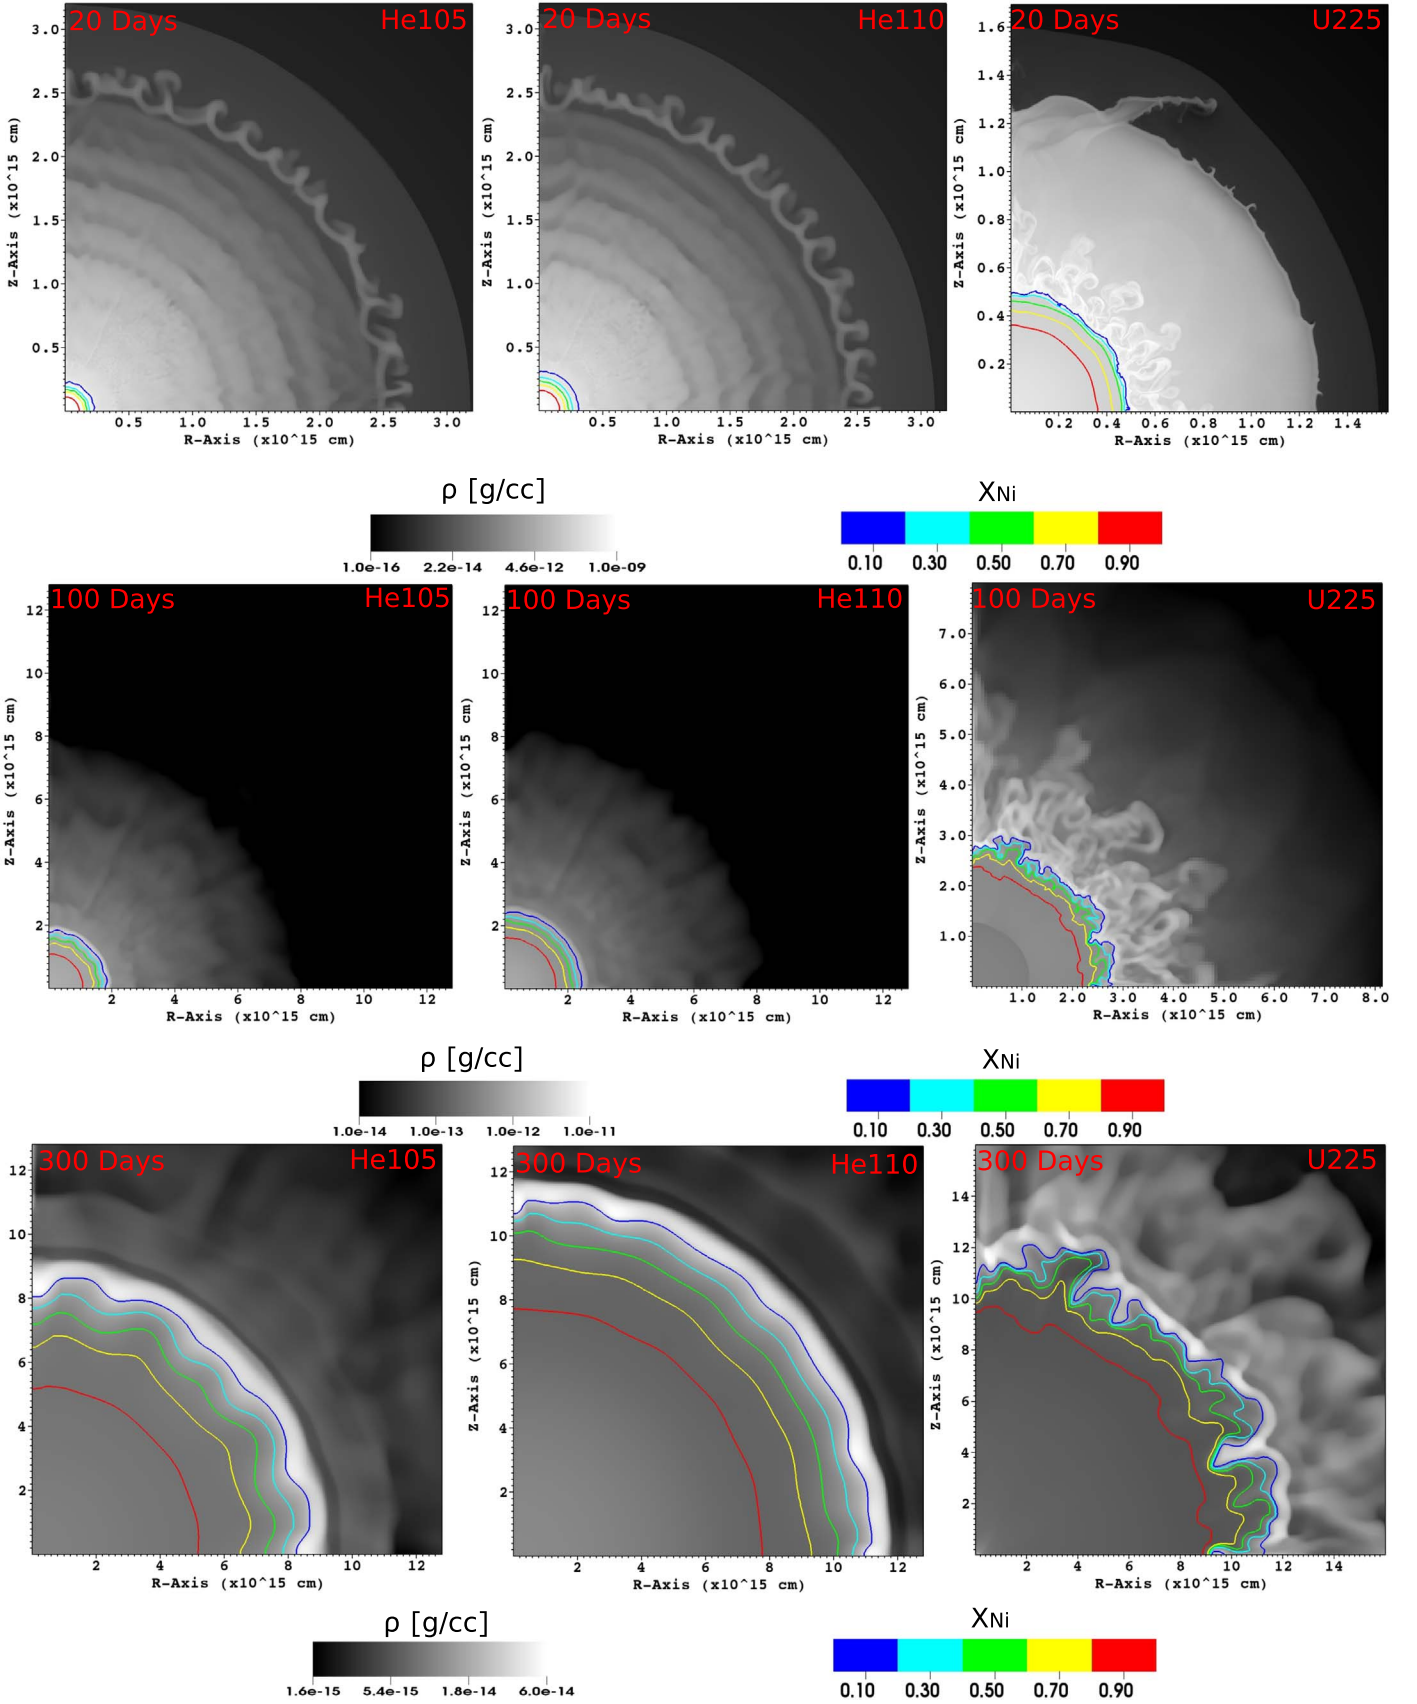 20 Days He105
3.0
2.5
2.0
1.5
1.0
0.5
Z-Axis (x10^15 cm)
0.5 1.0 1.5 2.0 2.5 3.0
R-Axis (x10^15 cm)
20 Days He110
3.0
2.5
2.0
1.5
1.0
0.5
Z-Axis (x10^15 cm)
0.5 1.0 1.5 2.0 2.5 3.0
R-Axis (x10^15 cm)
20 Days U225
1.6
1.4
1.2
1.0
0.8
0.6
0.4
0.2
Z-Axis (x10^15 cm)
0.2 0.4 0.6 0.8 1.0 1.2 1.4
R-Axis (x10^15 cm)
ρ [g/cc]
1.0e-16 2.2e-14 4.6e-12 1.0e-09
XNi
0.10 0.30 0.50 0.70 0.90
100 Days He105
12
10
8
6
4
2
Z-Axis (x10^15 cm)
2 4 6 8 10 12
R-Axis (x10^15 cm)
100 Days He110
12
10
8
6
4
2
Z-Axis (x10^15 cm)
2 4 6 8 10 12
R-Axis (x10^15 cm)
100 Days U225
7.0
6.0
5.0
4.0
3.0
2.0
1.0
Z-Axis (x10^15 cm)
1.0 2.0 3.0 4.0 5.0 6.0 7.0 8.0
R-Axis (x10^15 cm)
ρ [g/cc]
1.0e-14 1.0e-13 1.0e-12 1.0e-11
XNi
0.10 0.30 0.50 0.70 0.90
300 Days He105
12
10
8
6
4
2
2 4 6 8 10 12
R-Axis (x10^15 cm)
300 Days He110
12
10
8
6
4
2
Z-Axis (x10^15 cm)
2 4 6 8 10 12
R-Axis (x10^15 cm)
300 Days U225
14
12
10
8
6
4
2
Z-Axis (x10^15 cm)
2 4 6 8 10 12 14
R-Axis (x10^15 cm)
ρ [g/cc]
1.6e-15 5.4e-15 1.8e-14 6.0e-14
XNi
0.10 0.30 0.50 0.70 0.90